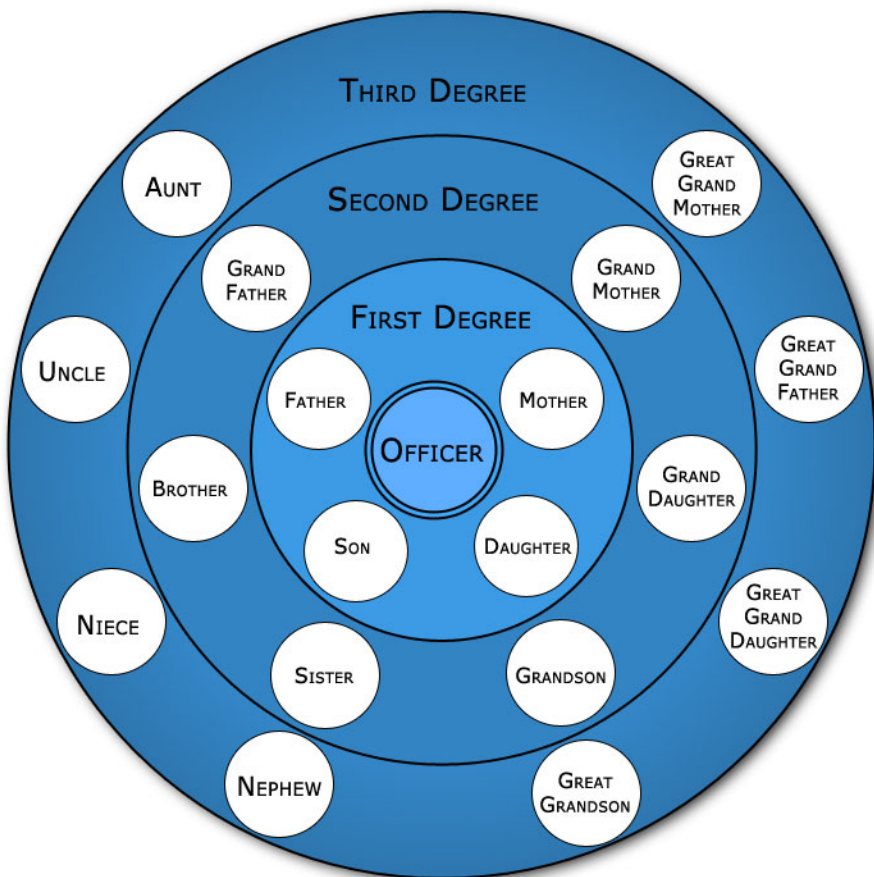 Third Degree
Aunt
Great
Grand
Mother
Second Degree
Grand
Father
Grand
Mother
First Degree
Uncle
Great
Grand
Father
Father
Mother
Officer
Brother
Grand
Daughter
Son
Daughter
Niece
Great
Grand
Daughter
Sister
Grandson
Nephew
Great
Grandson